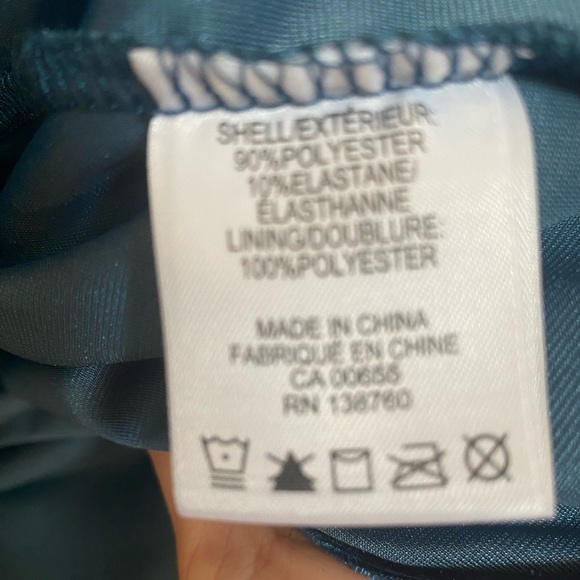 SHELL/EXTÉRIEUR:
90%POLYESTER
10%ELASTANE/
ÉLASTHANNE
LINING/DOUBLURE:
100%POLYESTER
MADE IN CHINA
FABRIQUÉ EN CHINE
CA 00655
RN 138760